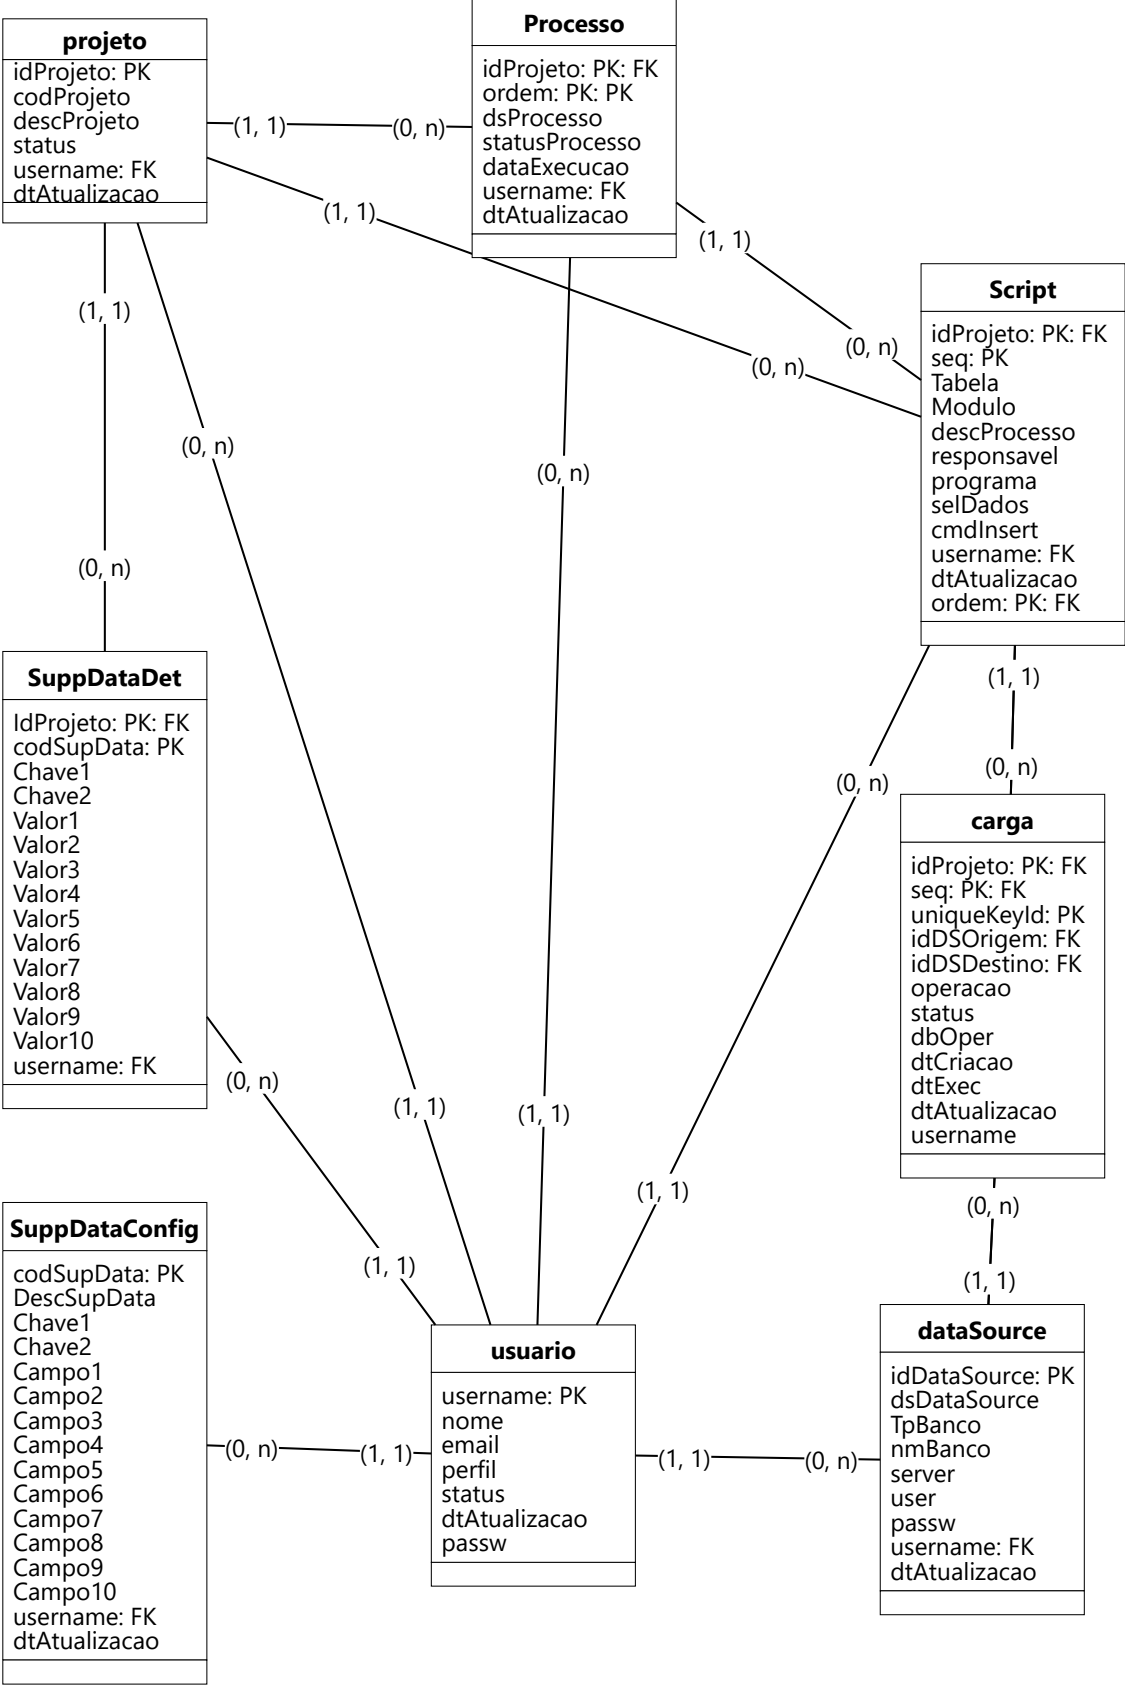 projeto
idProjeto: PK
codProjeto
descProjeto
status
username: FK
dtAtualizacao
Processo
idProjeto: PK: FK
ordem: PK: PK
dsProcesso
statusProcesso
dataExecucao
username: FK
dtAtualizacao
(1, 1)
(0, n)
(1, 1)
(0, n)
(1, 1)
(0, n)
Script
idProjeto: PK: FK
seq: PK
Tabela
Modulo
descProcesso
responsavel
programa
selDados
cmdInsert
username: FK
dtAtualizacao
ordem: PK: FK
(1, 1)
(0, n)
(0, n)
(1, 1)
(0, n)
(1, 1)
SuppDataDet
IdProjeto: PK: FK
codSupData: PK
Chave1
Chave2
Valor1
Valor2
Valor3
Valor4
Valor5
Valor6
Valor7
Valor8
Valor9
Valor10
username: FK
(0, n)
(1, 1)
(0, n)
(1, 1)
(1, 1)
(0, n)
carga
idProjeto: PK: FK
seq: PK: FK
uniqueKeyId: PK
idDSOrigem: FK
idDSDestino: FK
operacao
status
dbOper
dtCriacao
dtExec
dtAtualizacao
username
(0, n)
(1, 1)
SuppDataConfig
codSupData: PK
DescSupData
Chave1
Chave2
Campo1
Campo2
Campo3
Campo4
Campo5
Campo6
Campo7
Campo8
Campo9
Campo10
username: FK
dtAtualizacao
(0, n)
(1, 1)
usuario
username: PK
nome
email
perfil
status
dtAtualizacao
passw
(1, 1)
(0, n)
dataSource
idDataSource: PK
dsDataSource
TpBanco
nmBanco
server
user
passw
username: FK
dtAtualizacao